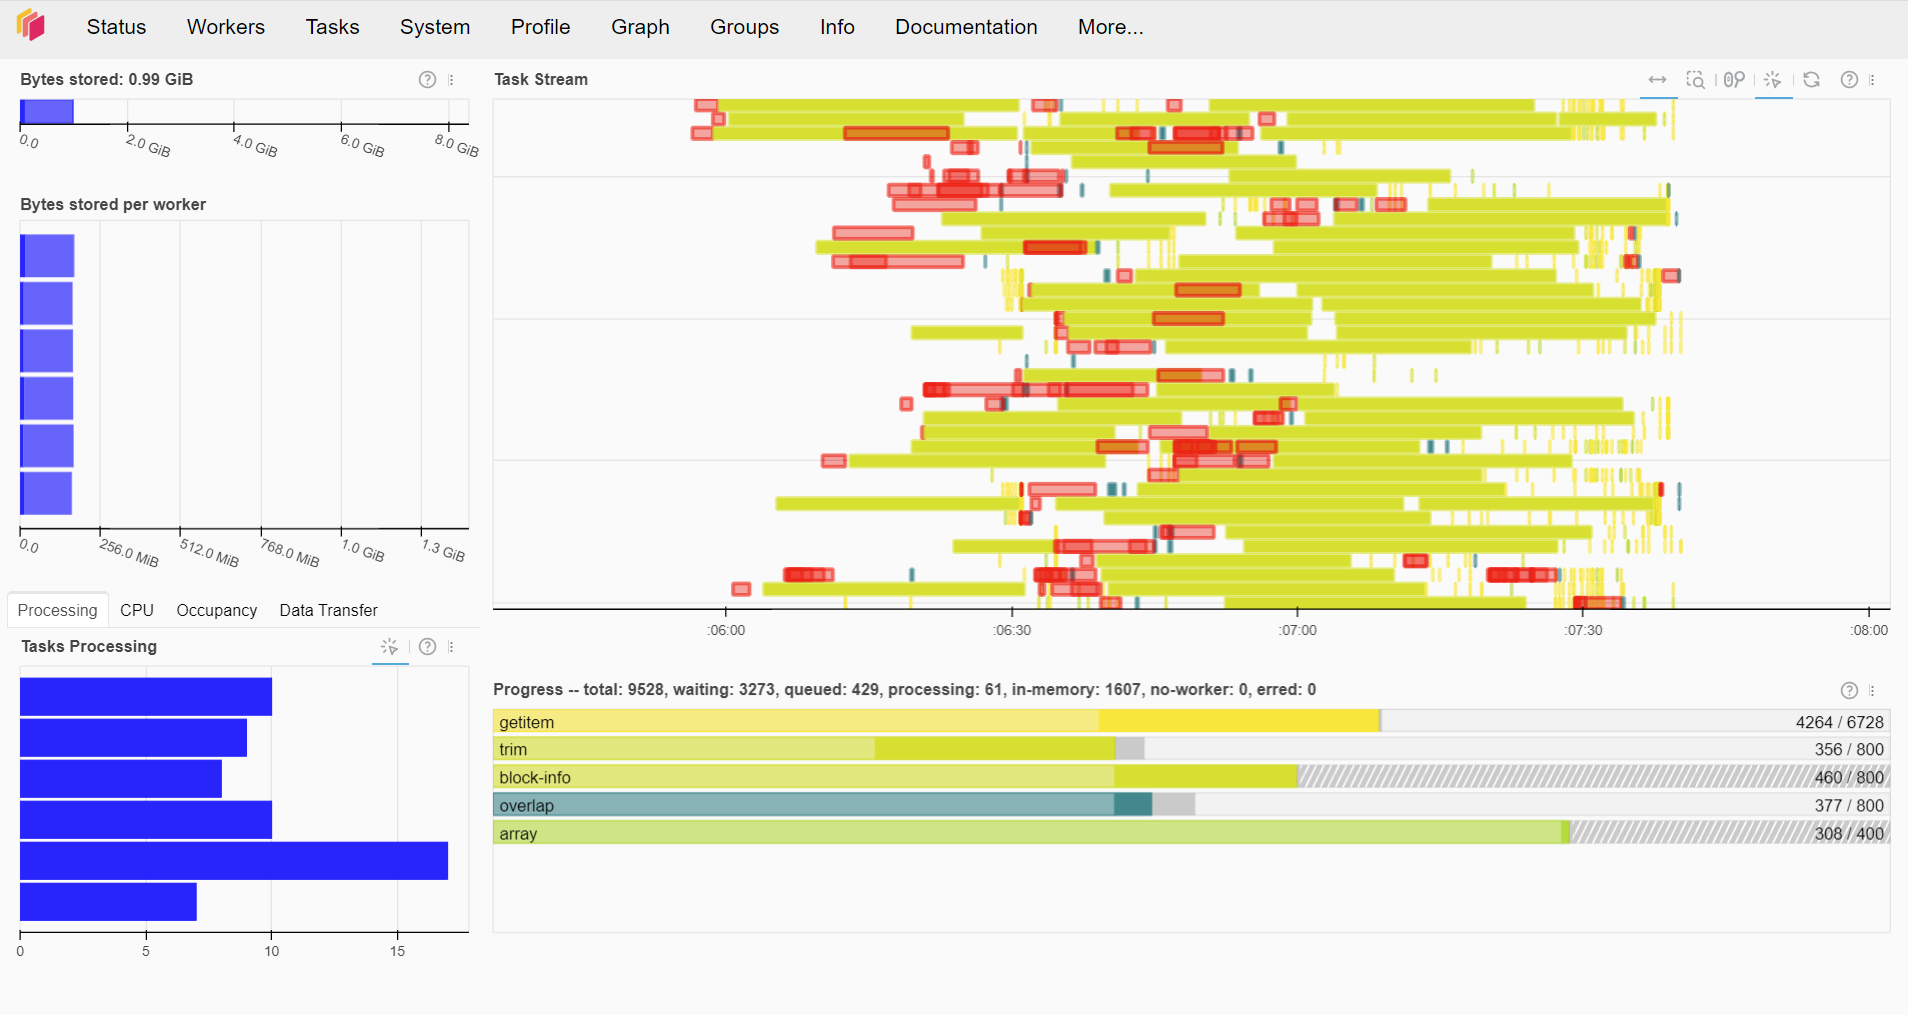 Status Workers Tasks System Profile Graph Groups Info Documentation More...
Bytes stored: 0.99 GiB
0.0 2.0 GiB 4.0 GiB 6.0 GiB 8.0 GiB
Bytes stored per worker
0.0 256.0 MiB 512.0 MiB 768.0 MiB 1.0 GiB 1.3 GiB
Processing CPU Occupancy Data Transfer
Tasks Processing
0 5 10 15
Task Stream
:06:00 :06:30 :07:00 :07:30 :08:00
Progress -- total: 9528, waiting: 3273, queued: 429, processing: 61, in-memory: 1607, no-worker: 0, erred: 0
getitem 4264 / 6728
trim 356 / 800
block-info 460 / 800
overlap 377 / 800
array 308 / 400